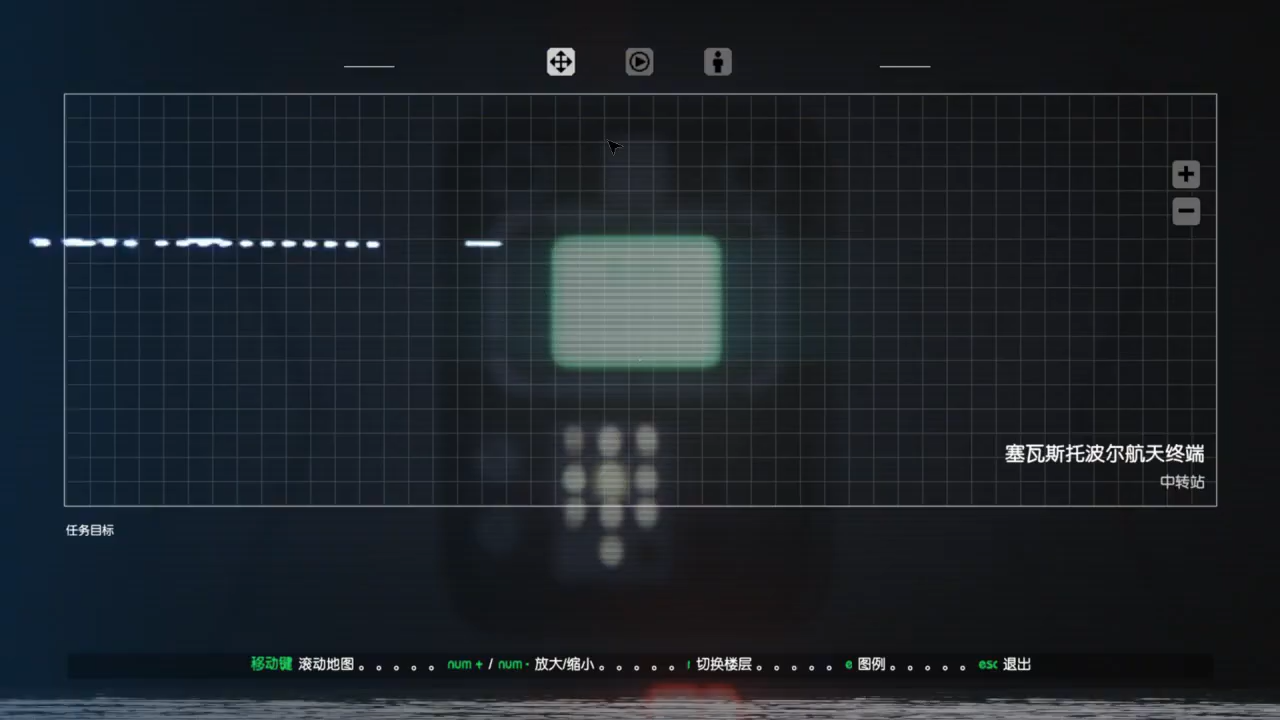 塞瓦斯托波尔航天终端
中转站
任务目标
移动键 滚动地图。。。。。num + / num - 放大/缩小。。。。。r 切换楼层。。。。。e 图例。。。。。esc 退出